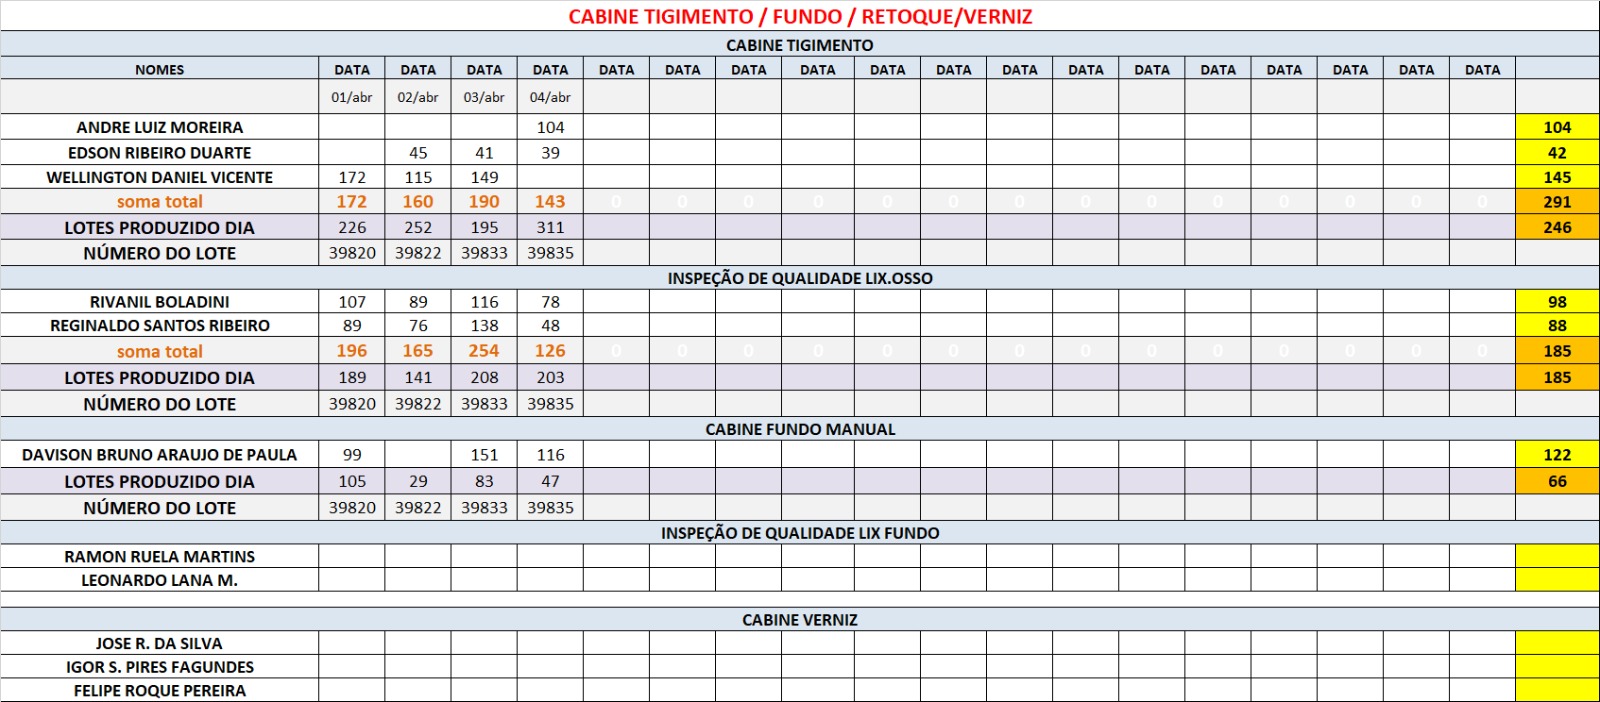 CABINE TIGIMENTO / FUNDO / RETOQUE/VERNIZ
CABINE TIGIMENTO
NOMES DATA DATA DATA DATA DATA DATA DATA DATA DATA DATA DATA DATA DATA DATA DATA DATA DATA DATA
01/abr 02/abr 03/abr 04/abr
ANDRE LUIZ MOREIRA 104 104
EDSON RIBEIRO DUARTE 45 41 39 42
WELLINGTON DANIEL VICENTE 172 115 149 145
soma total 172 160 190 143 0 0 0 0 0 0 0 0 0 0 0 0 0 0 291
LOTES PRODUZIDO DIA 226 252 195 311 246
NÚMERO DO LOTE 39820 39822 39833 39835
INSPEÇÃO DE QUALIDADE LIX.OSSO
RIVANIL BOLADINI 107 89 116 78 98
REGINALDO SANTOS RIBEIRO 89 76 138 48 88
soma total 196 165 254 126 0 0 0 0 0 0 0 0 0 0 0 0 0 0 185
LOTES PRODUZIDO DIA 189 141 208 203 185
NÚMERO DO LOTE 39820 39822 39833 39835
CABINE FUNDO MANUAL
DAVISON BRUNO ARAUJO DE PAULA 99 151 116 122
LOTES PRODUZIDO DIA 105 29 83 47 66
NÚMERO DO LOTE 39820 39822 39833 39835
INSPEÇÃO DE QUALIDADE LIX FUNDO
RAMON RUELA MARTINS
LEONARDO LANA M.
CABINE VERNIZ
JOSE R. DA SILVA
IGOR S. PIRES FAGUNDES
FELIPE ROQUE PEREIRA